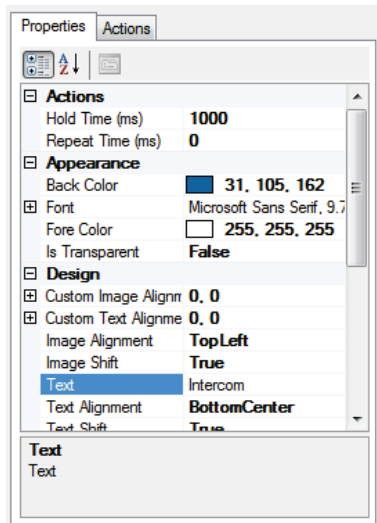 Properties Actions
Actions
Hold Time (ms) 1000
Repeat Time (ms) 0
Appearance
Back Color 31, 105, 162
Font Microsoft Sans Serif, 9.7
Fore Color 255, 255, 255
Is Transparent False
Design
Custom Image Alignm 0, 0
Custom Text Alignme 0, 0
Image Alignment TopLeft
Image Shift True
Text Intercom
Text Alignment BottomCenter
Text Shift True
Text
Text